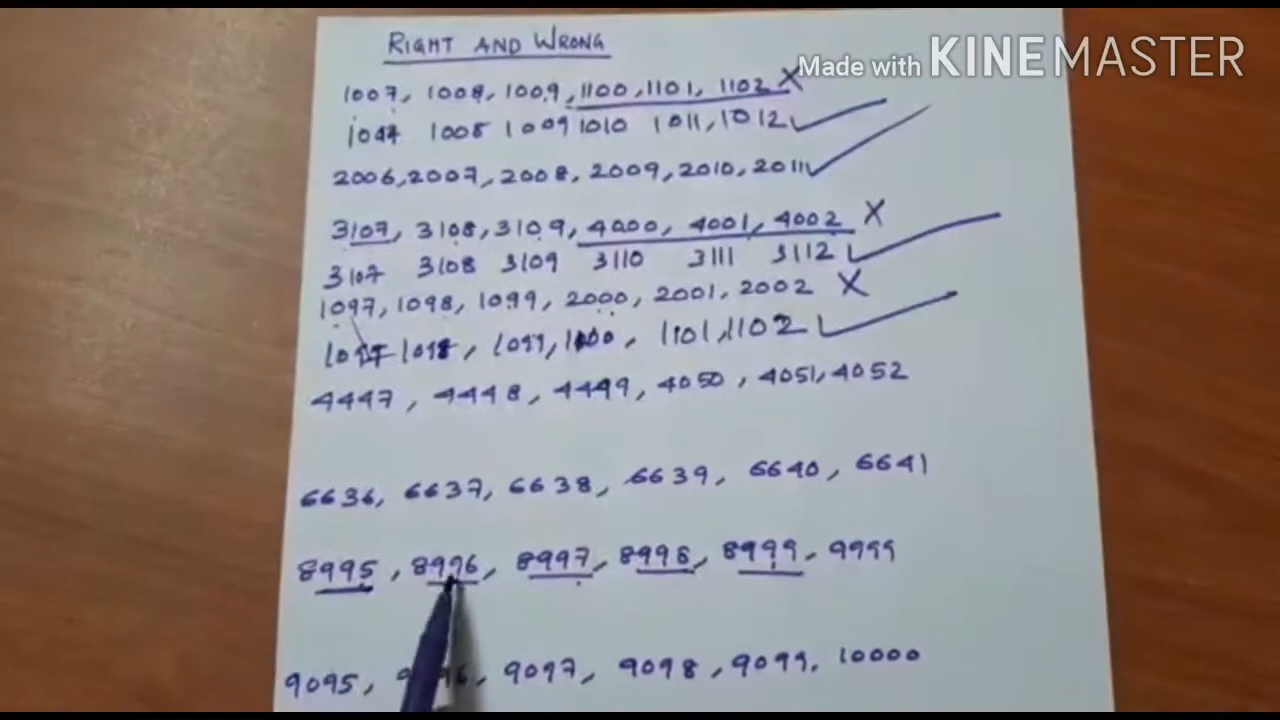 RIGHT AND WRONG
Made with KINEMASTER
1007, 1008, 1009, 1100, 1101, 1102 X
1007 1008 1009 1010 1011, 1012 ✓
2006, 2007, 2008, 2009, 2010, 2011 ✓
3107, 3108, 3109, 4000, 4001, 4002 X
3107 3108 3109 3110 3111 3112 ✓
1097, 1098, 1099, 2000, 2001, 2002 X
1097 1098, 1099, 1100, 1101, 1102 ✓
4447, 4448, 4449, 4050, 4051, 4052
6636, 6637, 6638, 6639, 6640, 6641
8995, 8996, 8997, 8998, 8999, 9999
9095, 9097, 9098, 9099, 10000